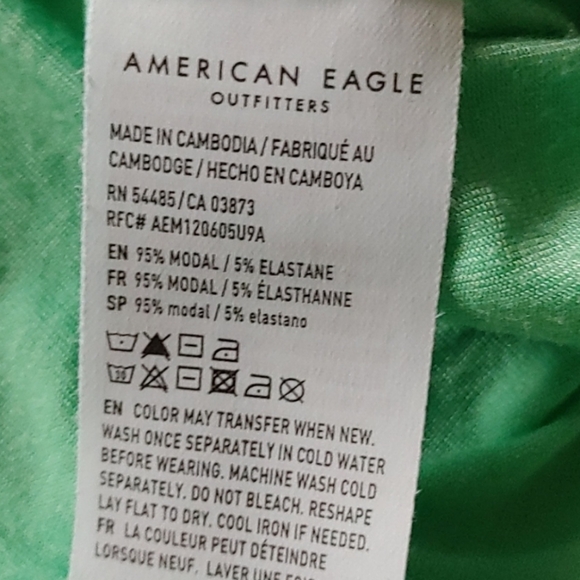 AMERICAN EAGLE
OUTFITTERS
MADE IN CAMBODIA / FABRIQUÉ AU
CAMBODGE / HECHO EN CAMBOYA
RN 54485/CA 03873
RFC# AEM120605U9A
EN 95% MODAL / 5% ELASTANE
FR 95% MODAL / 5% ÉLASTHANNE
SP 95% modal / 5% elastano
30
EN COLOR MAY TRANSFER WHEN NEW.
WASH ONCE SEPARATELY IN COLD WATER
BEFORE WEARING. MACHINE WASH COLD
SEPARATELY. DO NOT BLEACH. RESHAPE
LAY FLAT TO DRY. COOL IRON IF NEEDED.
FR LA COULEUR PEUT DÉTEINDRE
LORSQUE NEUF. LAVER UNE